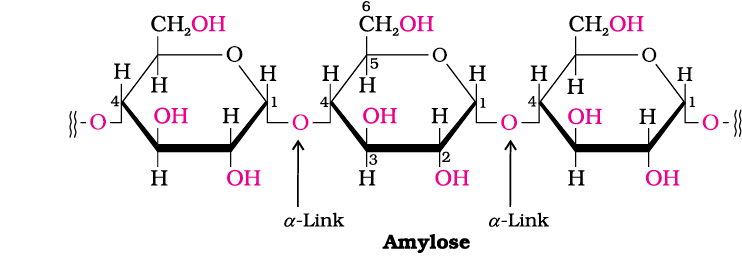 6
CH₂OH CH₂OH CH₂OH
O O O
H H 5 H H H H
4 H 1 4 H 1 4 H 1
O OH H O OH H O OH H O
3 2
H OH H OH H OH
α-Link α-Link
Amylose